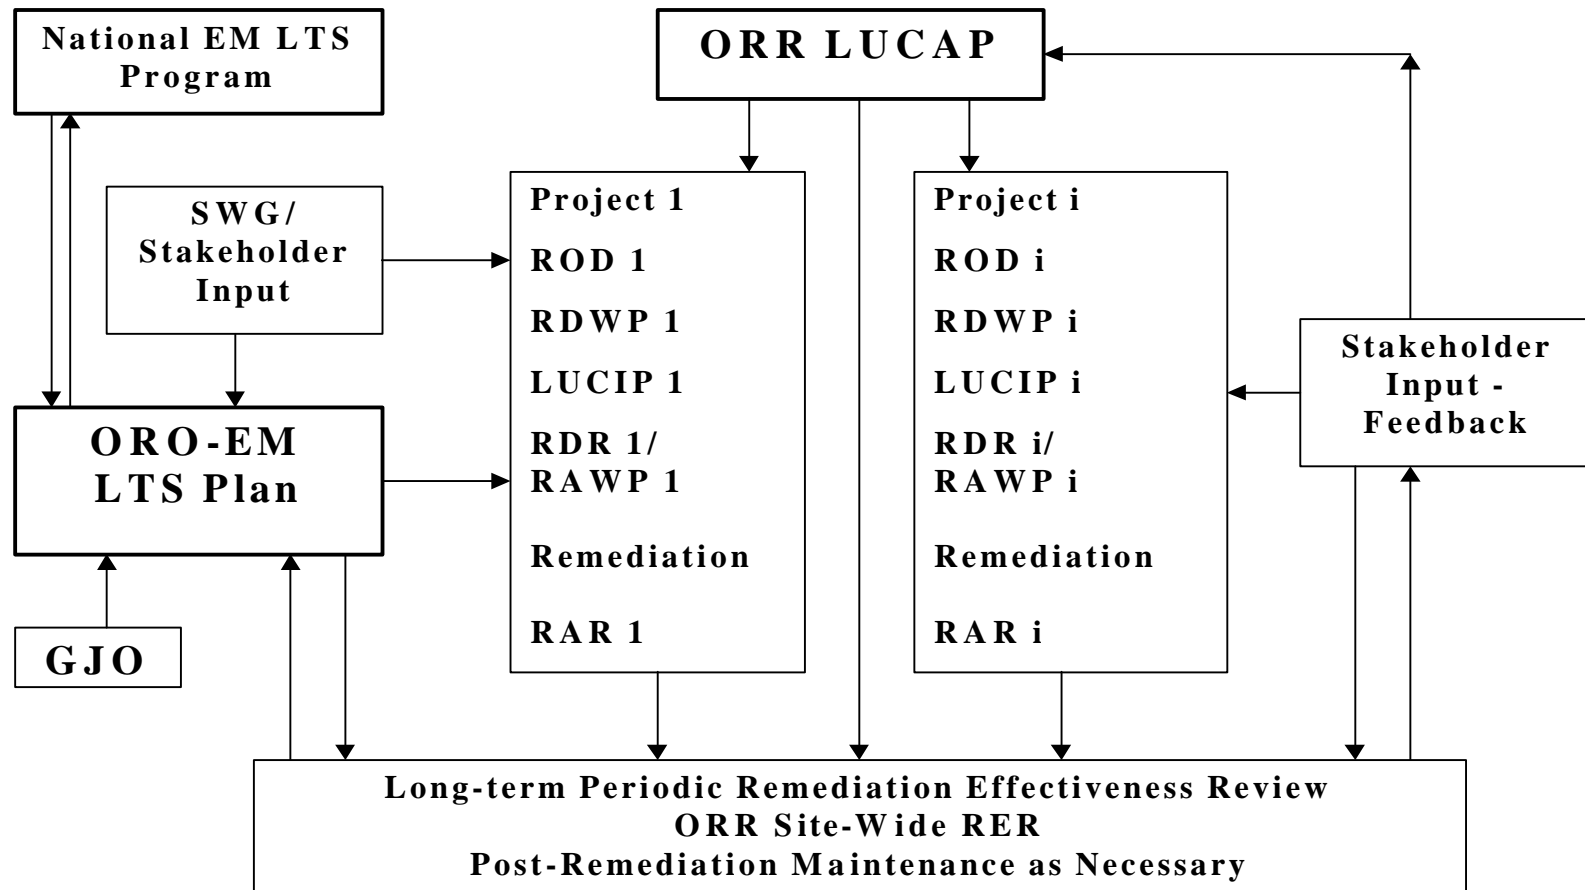 National EM LTS
Program
ORR LUCAP
SWG/
Stakeholder
Input
Project 1
ROD 1
RDWP 1
LUCIP 1
RDR 1/
RAWP 1
Remediation
RAR 1
Project i
ROD i
RDWP i
LUCIP i
RDR i/
RAWP i
Remediation
RAR i
Stakeholder
Input -
Feedback
ORO-EM
LTS Plan
GJO
Long-term Periodic Remediation Effectiveness Review
ORR Site-Wide RER
Post-Remediation Maintenance as Necessary